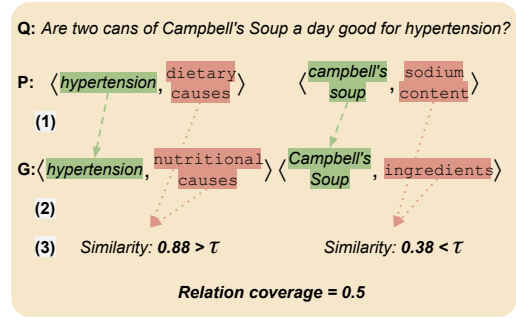 Q: Are two cans of Campbell's Soup a day good for hypertension?
P: ⟨hypertension, dietary causes⟩ ⟨campbell's soup, sodium content⟩
(1)
G:⟨hypertension, nutritional causes⟩⟨Campbell's Soup, ingredients⟩
(2)
(3) Similarity: 0.88 > τ Similarity: 0.38 < τ
Relation coverage = 0.5